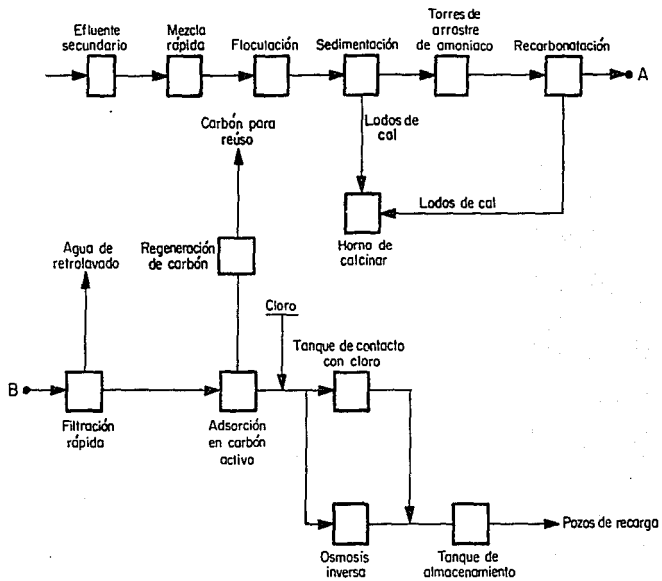 Efluente
secundario
Mezcla
rápida
Floculación
Sedimentación
Torres de
arrastre
de amoniaco
Recarbonatación
A
Lodos de
cal
Lodos de cal
Horno de
calcinar
Carbón para
reúso
Regeneración
de carbón
Agua de
retrolavado
Cloro
Tanque de contacto
con cloro
B
Filtración
rápida
Adsorción
en carbón
activo
Osmosis
inversa
Tanque de
almacenamiento
Pozos de recarga